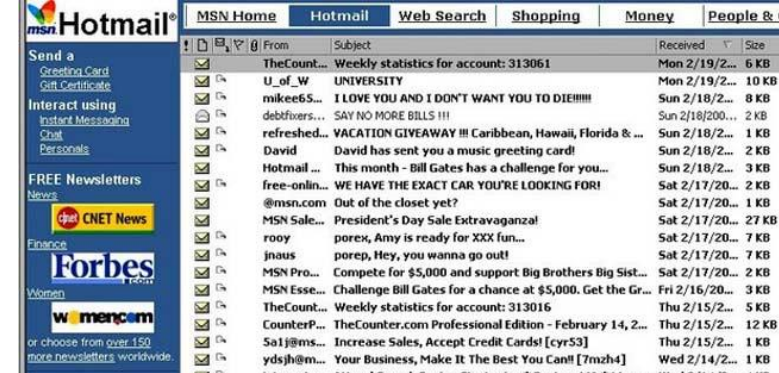 msn Hotmail®
MSN Home Hotmail Web Search Shopping Money People &
Send a
Greeting Card
Gift Certificate
Interact using
Instant Messaging
Chat
Personals
FREE Newsletters
News
c|net CNET News
Finance
Forbes.com
Women
women.com
or choose from over 150
more newsletters worldwide.
! From Subject Received Size
TheCount... Weekly statistics for account: 313061 Mon 2/19/2... 6 KB
U_of_W UNIVERSITY Mon 2/19/... 10 KB
mikee65... I LOVE YOU AND I DON'T WANT YOU TO DIE!!!!!!! Sun 2/18/2... 8 KB
debtfixers... SAY NO MORE BILLS !!! Sun 2/18/200... 2 KB
refreshed... VACATION GIVEAWAY !!! Caribbean, Hawaii, Florida & ... Sun 2/18/2... 2 KB
David David has sent you a music greeting card! Sun 2/18/2... 2 KB
Hotmail ... This month - Bill Gates has a challenge for you... Sun 2/18/2... 1 KB
free-onlin... WE HAVE THE EXACT CAR YOU'RE LOOKING FOR! Sat 2/17/20... 2 KB
@msn.com Out of the closet yet? Sat 2/17/20... 1 KB
MSN Sale... President's Day Sale Extravaganza! Sat 2/17/20... 27 KB
rooy porex, Amy is ready for XXX fun... Sat 2/17/20... 7 KB
jnaus porep, Hey, you wanna go out! Sat 2/17/20... 7 KB
MSN Pro... Compete for $5,000 and support Big Brothers Big Sist... Sat 2/17/20... 2 KB
MSN Esse... Challenge Bill Gates for a chance at $5,000. Get the Gr... Fri 2/16/20... 3 KB
TheCount... Weekly statistics for account: 313016 Thu 2/15/2... 5 KB
CounterP... TheCounter.com Professional Edition - February 14, 2... Thu 2/15/2... 12 KB
5a1j@ms... Increase Sales, Accept Credit Cards! [cyr53] Thu 2/15/2... 1 KB
ydsjh@m... Your Business, Make It The Best You Can!! [7mzh4] Wed 2/14/2... 1 KB